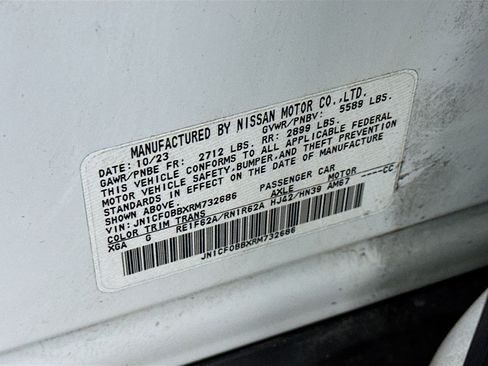 MANUFACTURED BY NISSAN MOTOR CO.,LTD.
DATE: 10/23 GVWR/PNBV: 5589 LBS.
GAWR/PNBE FR: 2712 LBS. RR: 2899 LBS.
THIS VEHICLE CONFORMS TO ALL APPLICABLE FEDERAL
MOTOR VEHICLE SAFETY,BUMPER,AND THEFT PREVENTION
STANDARDS IN EFFECT ON THE DATE OF MANUFACTURE
SHOWN ABOVE.
VIN: JN1CF0BBXRM732686 PASSENGER CAR
COLOR TRIM TRANS AXLE MOTOR ----CC
XGA G RE1F62A/RN1R62A HJ42/HN39 AM67
JN1CF0BBXRM732686